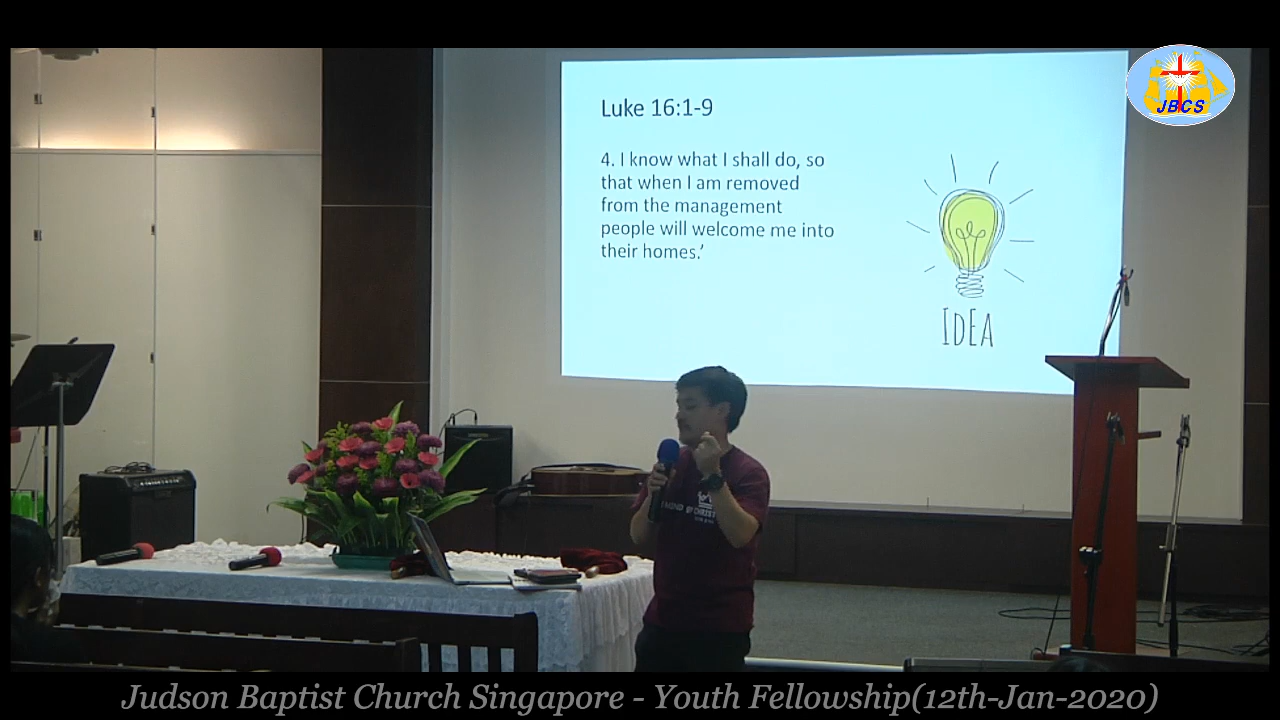 Luke 16:1-9
4. I know what I shall do, so
that when I am removed
from the management
people will welcome me into
their homes.’
IdEA
JBCS
CHRIST
Judson Baptist Church Singapore - Youth Fellowship(12th-Jan-2020)